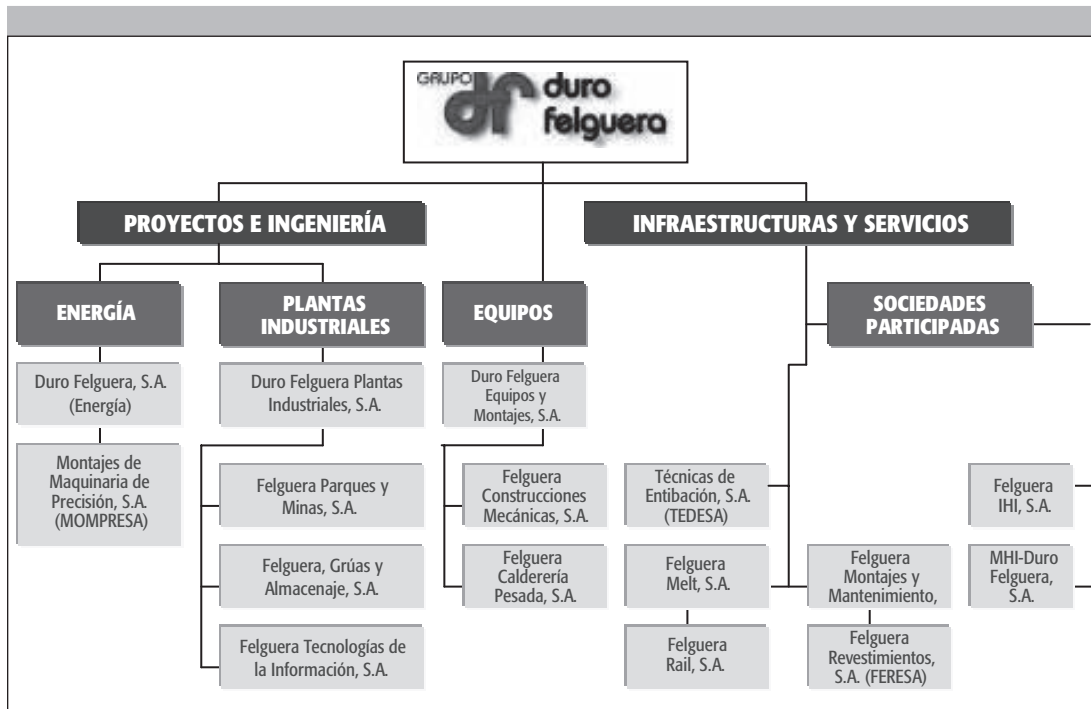 GRUPO
duro
felguera
PROYECTOS E INGENIERÍA
INFRAESTRUCTURAS Y SERVICIOS
ENERGÍA
PLANTAS
INDUSTRIALES
EQUIPOS
SOCIEDADES
PARTICIPADAS
Duro Felguera, S.A.
(Energía)
Duro Felguera Plantas
Industriales, S.A.
Duro Felguera
Equipos y
Montajes, S.A.
Montajes de
Maquinaria de
Precisión, S.A.
(MOMPRESA)
Felguera Parques y
Minas, S.A.
Felguera
Construcciones
Mecánicas, S.A.
Técnicas de
Entibación, S.A.
(TEDESA)
Felguera
IHI, S.A.
Felguera, Grúas y
Almacenaje, S.A.
Felguera
Calderería
Pesada, S.A.
Felguera
Melt, S.A.
Felguera
Montajes y
Mantenimiento,
MHI-Duro
Felguera,
S.A.
Felguera Tecnologías de
la Información, S.A.
Felguera
Rail, S.A.
Felguera
Revestimientos,
S.A. (FERESA)